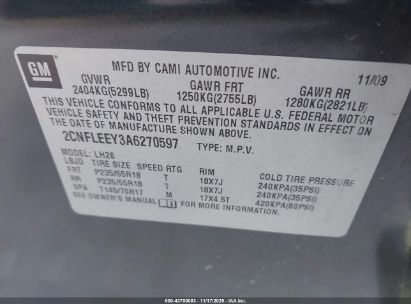 GM
MFD BY CAMI AUTOMOTIVE INC. 11/09
GVWR GAWR FRT GAWR RR
2404KG(5299LB) 1250KG(2755LB) 1280KG(2821LB)
THIS VEHICLE CONFORMS TO ALL APPLICABLE U.S. FEDERAL MOTOR
VEHICLE SAFETY AND THEFT PREVENTION STANDARDS IN EFFECT ON
THE DATE OF MANUFACTURE SHOWN ABOVE.
2CNFLEEY3A6270597 TYPE: M.P.V.
MODEL: LH26
LBJD TIRE SIZE SPEED RTG RIM COLD TIRE PRESSURE
FRT P235/55R18 T 18X7J 240KPA(35PSI)
RR P235/55R18 T 18X7J 240KPA(35PSI)
SPA T145/70R17 M 17X4.5T 420KPA(60PSI)
SEE OWNER'S MANUAL FOR MORE INFORMATION.